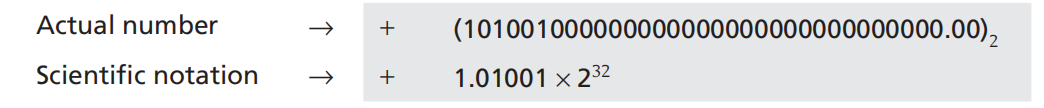 Actual number → + (101001000000000000000000000000000.00)₂
Scientific notation → + 1.01001 × 2³²